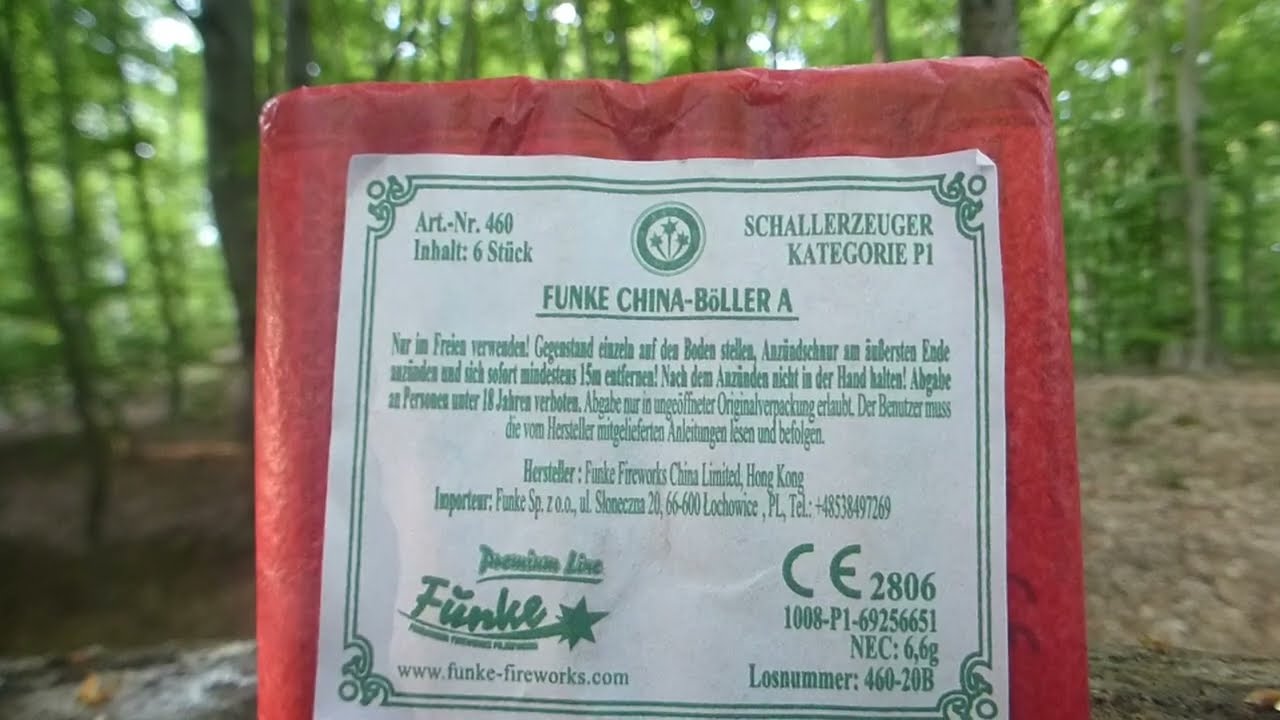 Art.-Nr. 460
Inhalt: 6 Stück
SCHALLERZEUGER
KATEGORIE P1
FUNKE CHINA-BöLLER A
Nur im Freien verwenden! Gegenstand einzeln auf den Boden stellen, Anzündschnur am äußersten Ende
anzünden und sich sofort mindestens 15m entfernen! Nach dem Anzünden nicht in der Hand halten! Abgabe
an Personen unter 18 Jahren verboten. Abgabe nur in ungeöffneter Originalverpackung erlaubt. Der Benutzer muss
die vom Hersteller mitgelieferten Anleitungen lesen und befolgen.
Hersteller : Funke Fireworks China Limited, Hong Kong
Importeur: Funke Sp. z o.o., ul. Słoneczna 20, 66-600 Łochowice , PL, Tel.: +48538497269
Premium Line
Funke
www.funke-fireworks.com
CE 2806
1008-P1-69256651
NEC: 6,6g
Losnummer: 460-20B